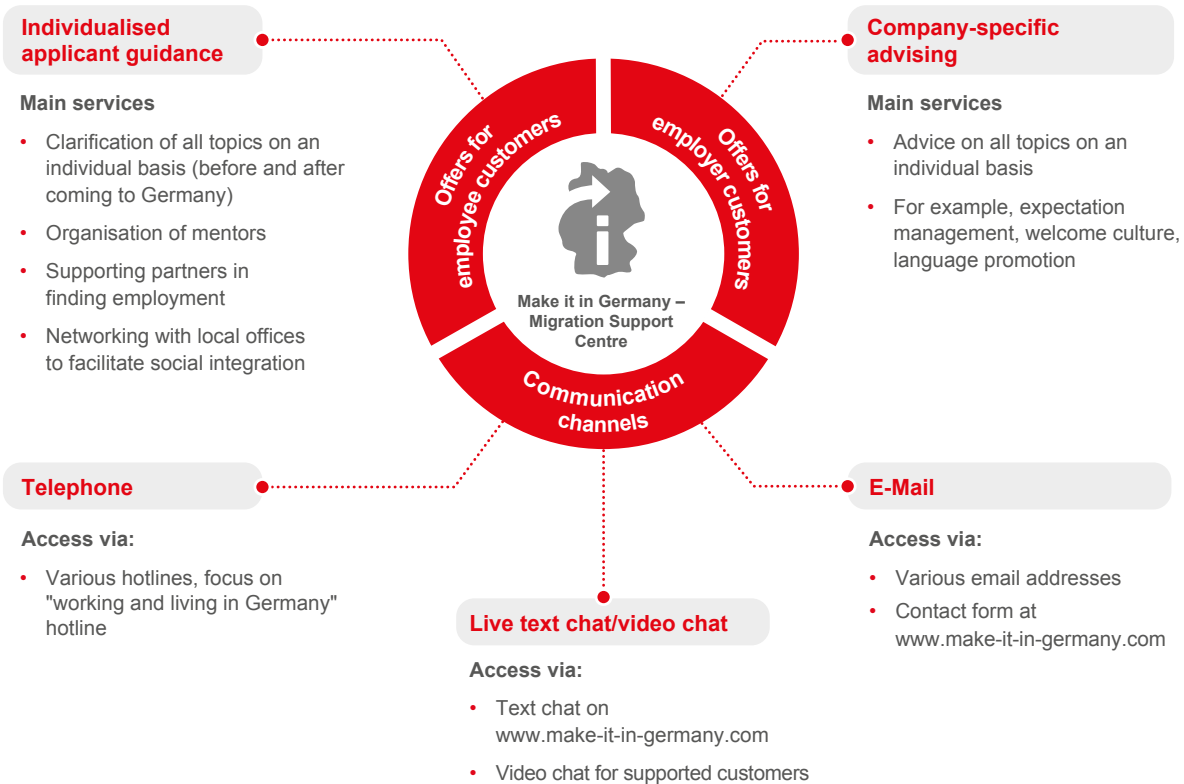 Individualised
applicant guidance
Main services
• Clarification of all topics on an
individual basis (before and after
coming to Germany)
• Organisation of mentors
• Supporting partners in
finding employment
• Networking with local offices
to facilitate social integration
Offers for
employee customers
Offers for
employer customers
Make it in Germany –
Migration Support
Centre
Communication
channels
Company-specific
advising
Main services
• Advice on all topics on an
individual basis
• For example, expectation
management, welcome culture,
language promotion
Telephone
Access via:
• Various hotlines, focus on
"working and living in Germany"
hotline
Live text chat/video chat
Access via:
• Text chat on
www.make-it-in-germany.com
• Video chat for supported customers
E-Mail
Access via:
• Various email addresses
• Contact form at
www.make-it-in-germany.com